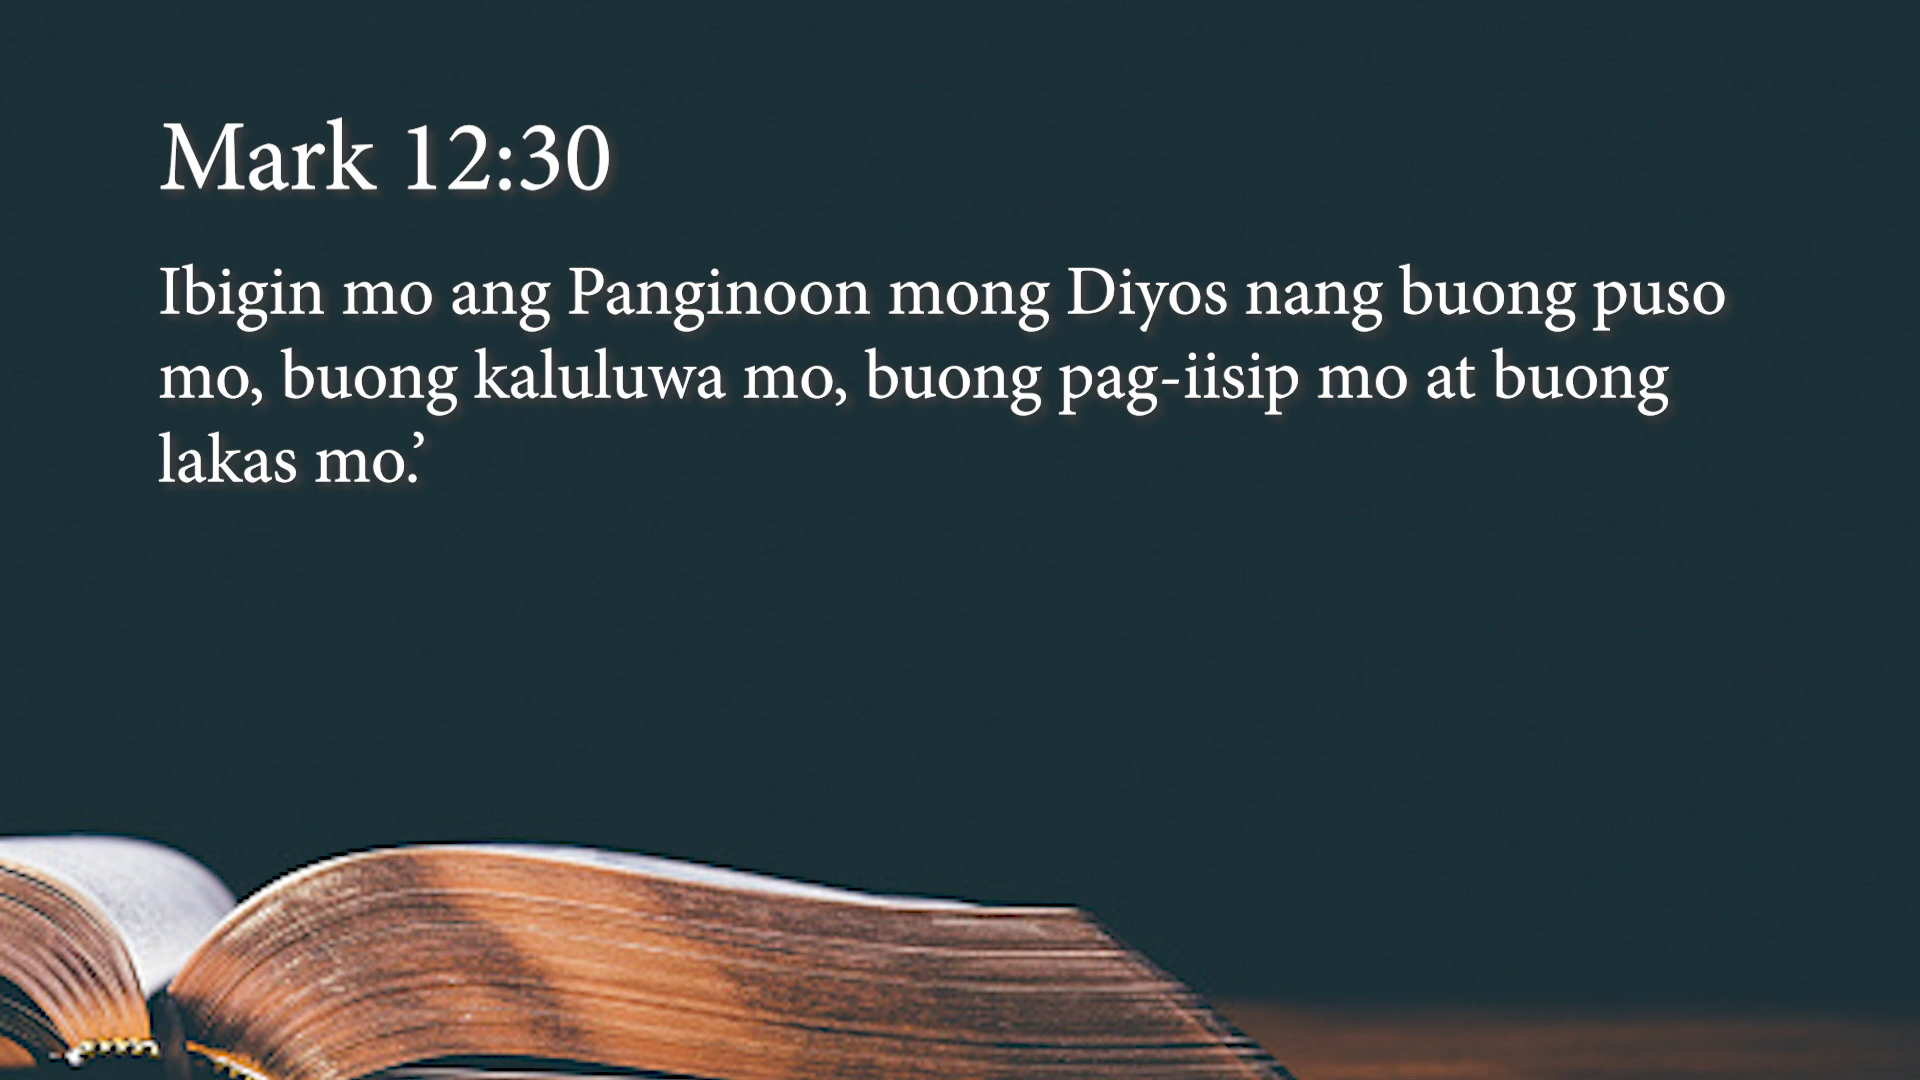 Mark 12:30
Ibigin mo ang Panginoon mong Diyos nang buong puso
mo, buong kaluluwa mo, buong pag-iisip mo at buong
lakas mo.’